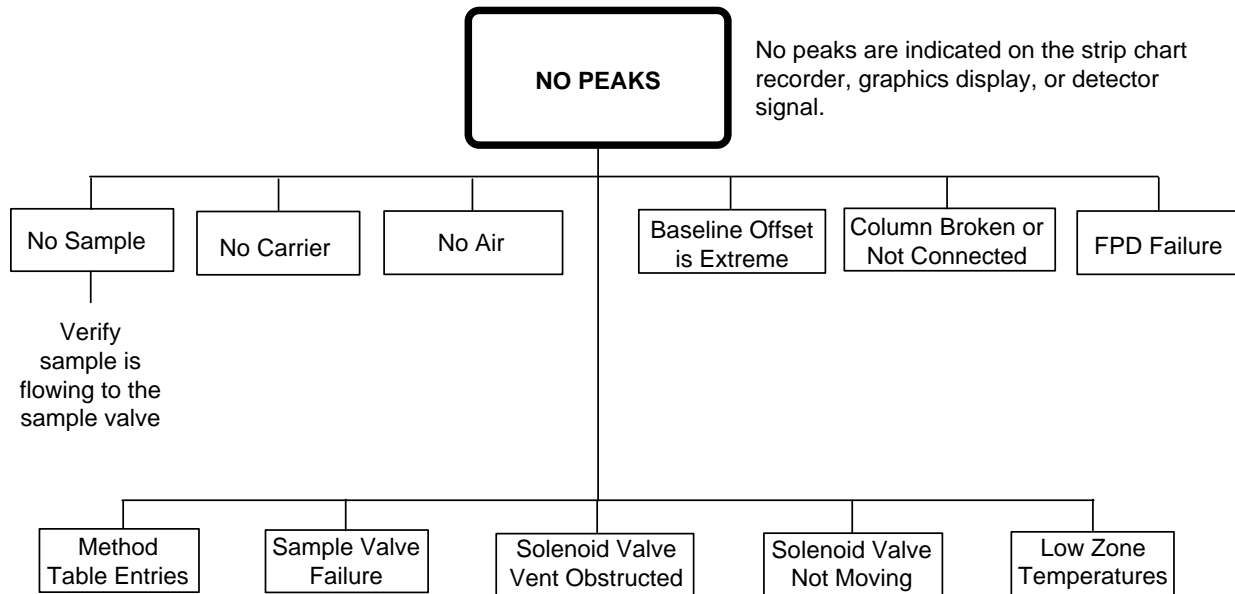 NO PEAKS
No peaks are indicated on the strip chart
recorder, graphics display, or detector
signal.
No Sample
No Carrier
No Air
Baseline Offset
is Extreme
Column Broken or
Not Connected
FPD Failure
Verify
sample is
flowing to the
sample valve
Method
Table Entries
Sample Valve
Failure
Solenoid Valve
Vent Obstructed
Solenoid Valve
Not Moving
Low Zone
Temperatures